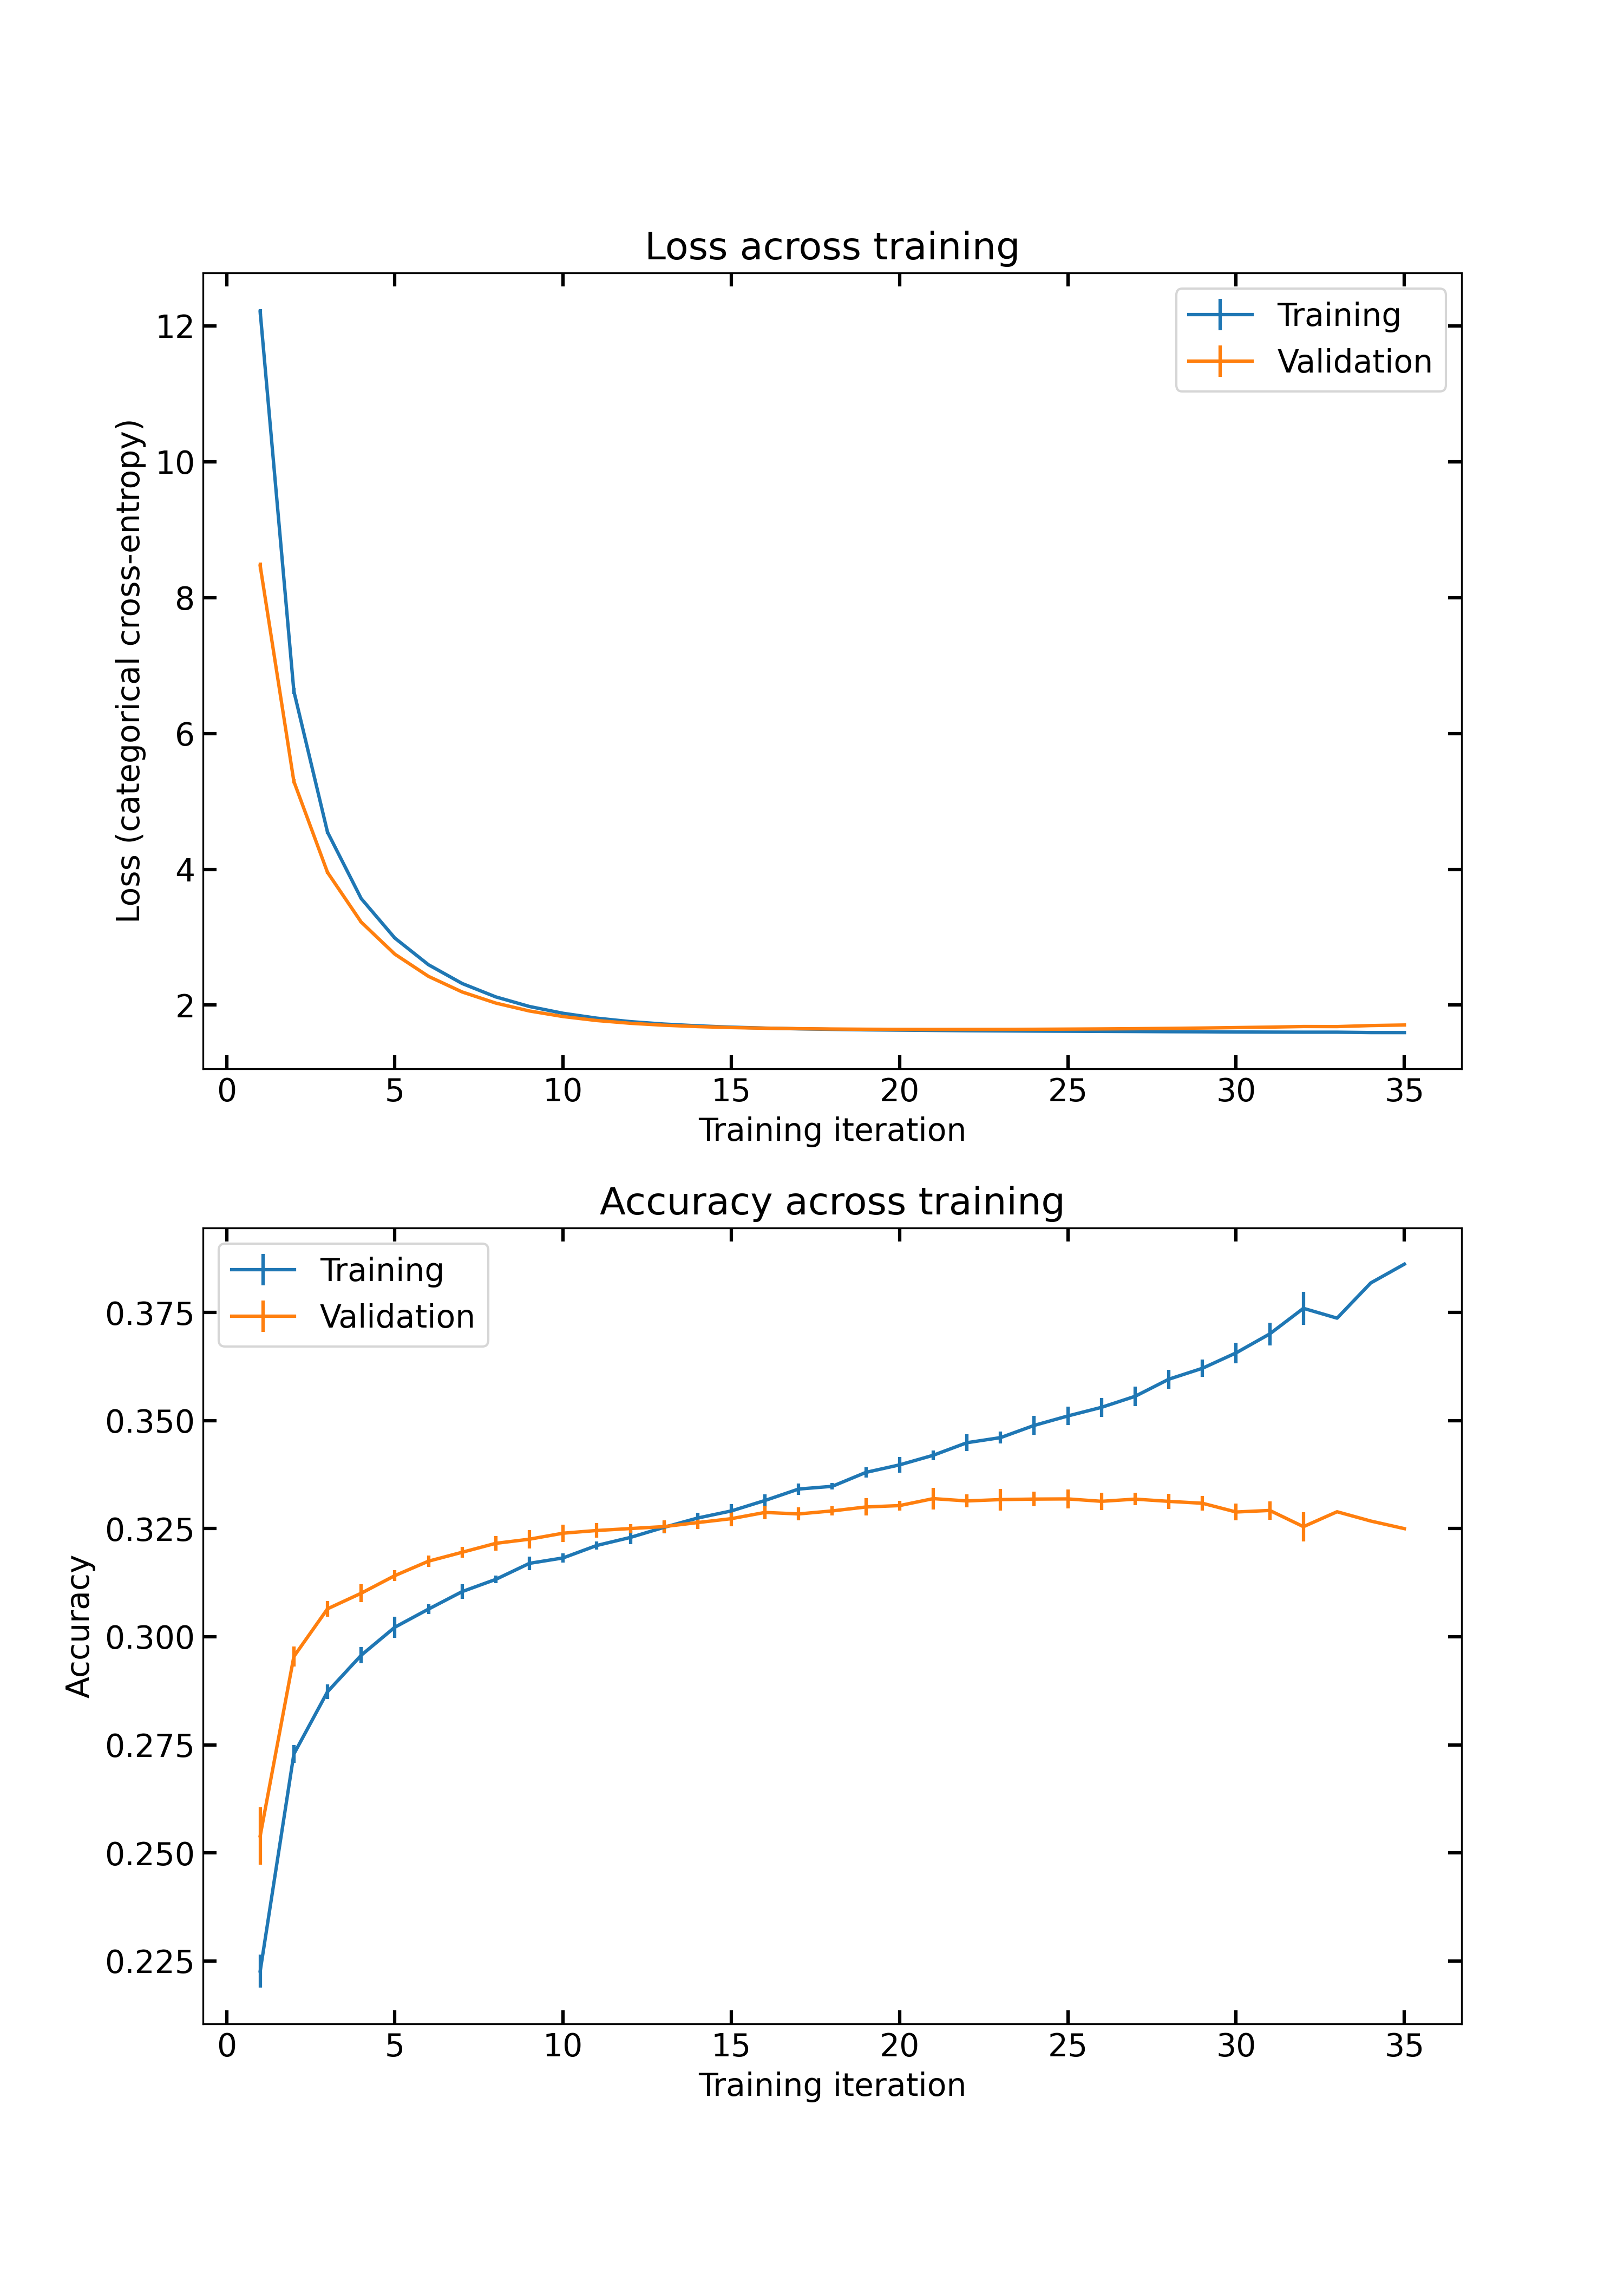 Loss across training
Training
Validation
12
10
8
6
4
2
Loss (categorical cross-entropy)
0 5 10 15 20 25 30 35
Training iteration
Accuracy across training
Training
Validation
0.375
0.350
0.325
0.300
0.275
0.250
0.225
Accuracy
0 5 10 15 20 25 30 35
Training iteration